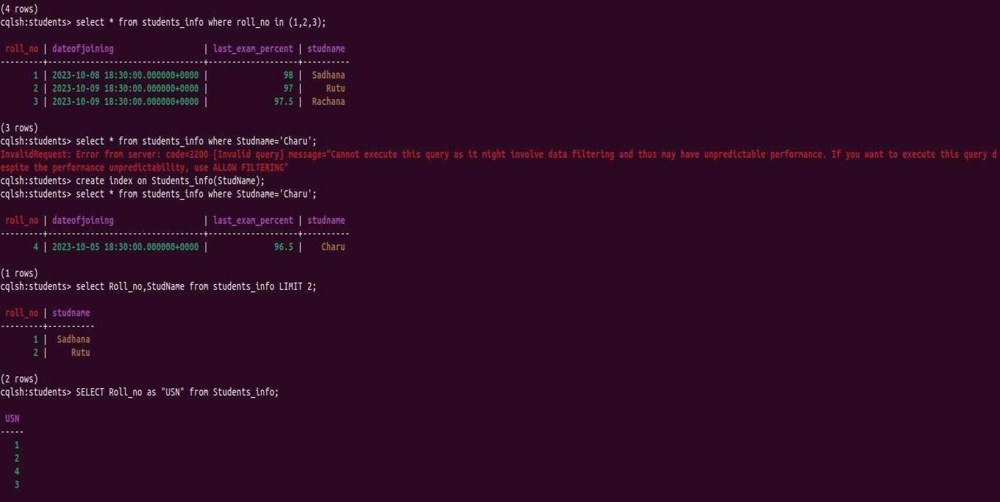 (4 rows)
cqlsh:students> select * from students_info where roll_no in (1,2,3);
 roll_no | dateofjoining                   | last_exam_percent | studname
---------+---------------------------------+-------------------+----------
       1 | 2023-10-08 18:30:00.000000+0000 |                98 |  Sadhana
       2 | 2023-10-09 18:30:00.000000+0000 |                97 |     Rutu
       3 | 2023-10-09 18:30:00.000000+0000 |              97.5 |  Rachana
(3 rows)
cqlsh:students> select * from students_info where Studname='Charu';
InvalidRequest: Error from server: code=2200 [Invalid query] message="Cannot execute this query as it might involve data filtering and thus may have unpredictable performance. If you want to execute this query d
espite the performance unpredictability, use ALLOW FILTERING"
cqlsh:students> create index on Students_info(StudName);
cqlsh:students> select * from students_info where Studname='Charu';
 roll_no | dateofjoining                   | last_exam_percent | studname
---------+---------------------------------+-------------------+----------
       4 | 2023-10-05 18:30:00.000000+0000 |              96.5 |    Charu
(1 rows)
cqlsh:students> select Roll_no,StudName from students_info LIMIT 2;
 roll_no | studname
---------+----------
       1 |  Sadhana
       2 |     Rutu
(2 rows)
cqlsh:students> SELECT Roll_no as "USN" from Students_info;
 USN
-----
   1
   2
   4
   3